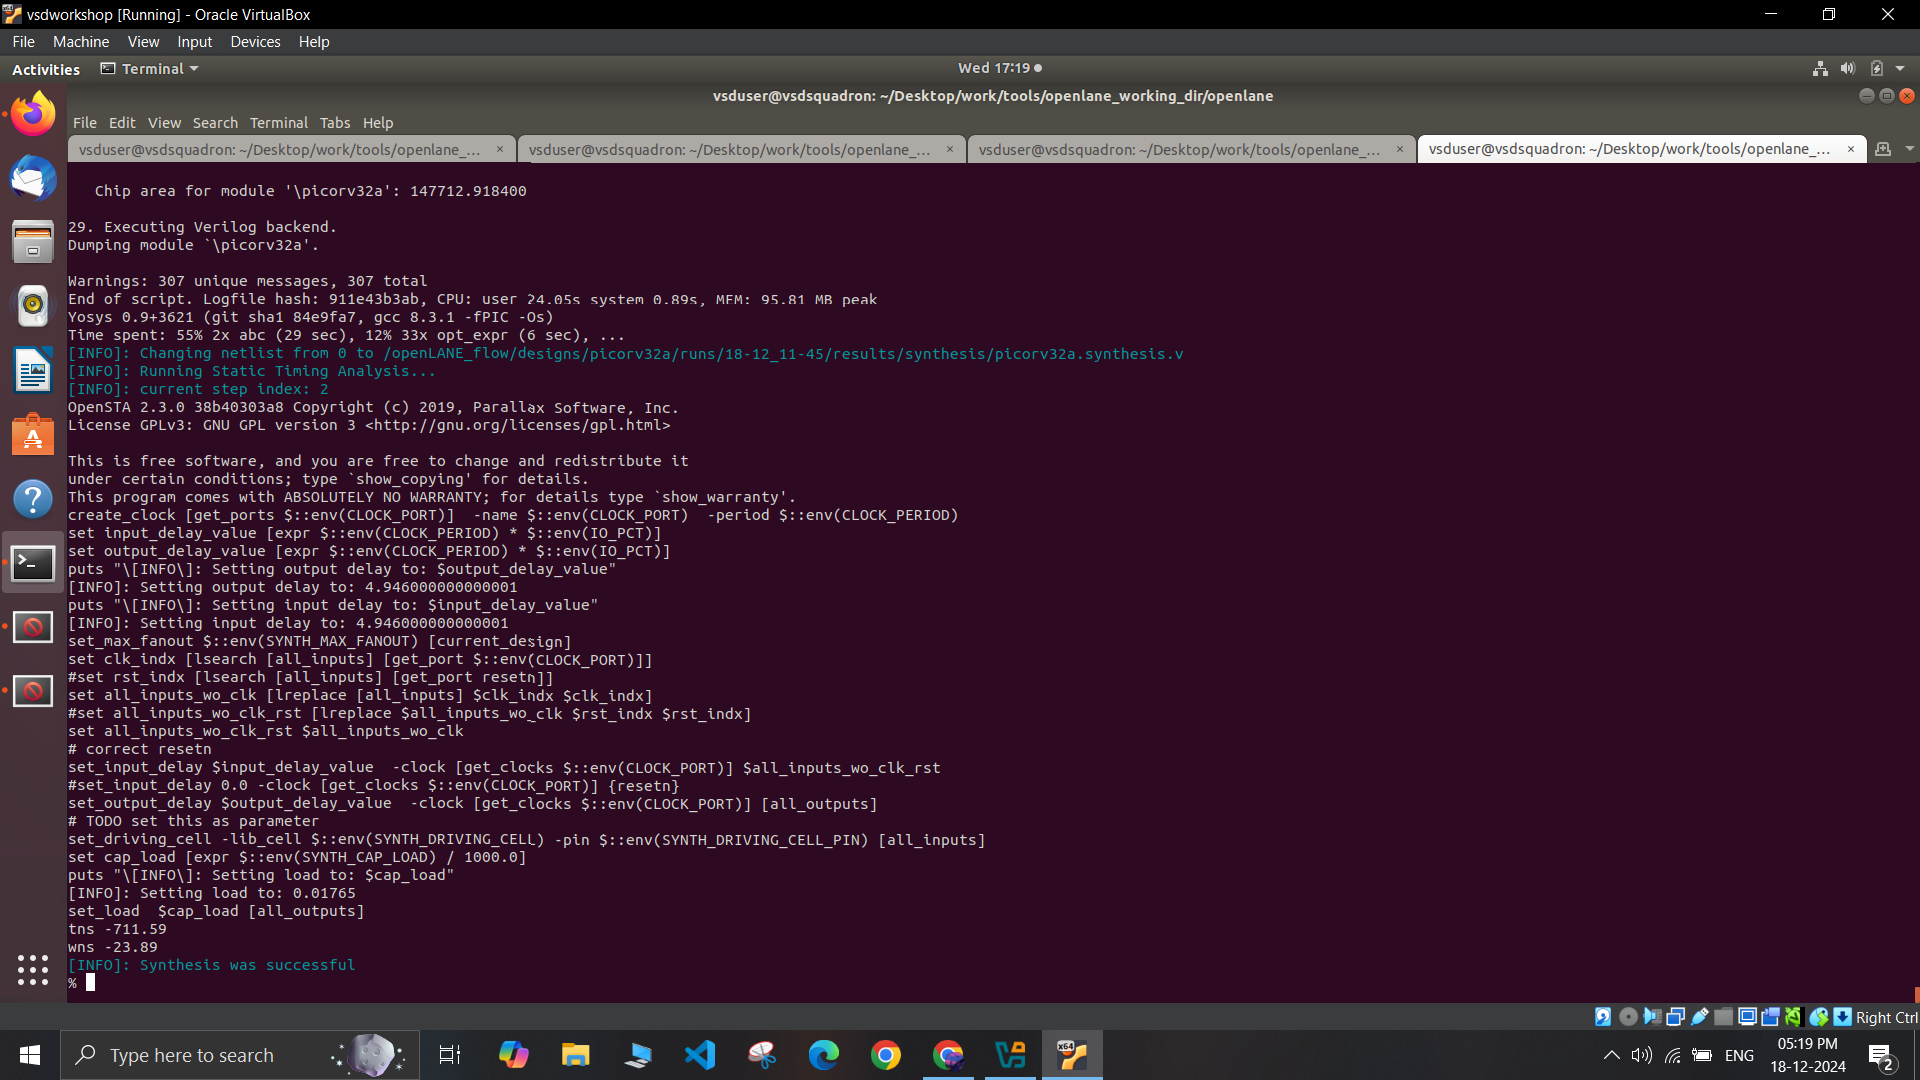 vsdworkshop [Running] - Oracle VirtualBox
File Machine View Input Devices Help
Activities Terminal Wed 17:19
vsduser@vsdsquadron: ~/Desktop/work/tools/openlane_working_dir/openlane
File Edit View Search Terminal Tabs Help
vsduser@vsdsquadron: ~/Desktop/work/tools/openlane_... × vsduser@vsdsquadron: ~/Desktop/work/tools/openlane_... × vsduser@vsdsquadron: ~/Desktop/work/tools/openlane_... × vsduser@vsdsquadron: ~/Desktop/work/tools/openlane_... ×
Chip area for module '\picorv32a': 147712.918400
29. Executing Verilog backend.
Dumping module `\picorv32a'.
Warnings: 307 unique messages, 307 total
End of script. Logfile hash: 911e43b3ab, CPU: user 24.05s system 0.89s, MEM: 95.81 MB peak
Yosys 0.9+3621 (git sha1 84e9fa7, gcc 8.3.1 -fPIC -Os)
Time spent: 55% 2x abc (29 sec), 12% 33x opt_expr (6 sec), ...
[INFO]: Changing netlist from 0 to /openLANE_flow/designs/picorv32a/runs/18-12_11-45/results/synthesis/picorv32a.synthesis.v
[INFO]: Running Static Timing Analysis...
[INFO]: current step index: 2
OpenSTA 2.3.0 38b40303a8 Copyright (c) 2019, Parallax Software, Inc.
License GPLv3: GNU GPL version 3 <http://gnu.org/licenses/gpl.html>
This is free software, and you are free to change and redistribute it
under certain conditions; type `show_copying' for details.
This program comes with ABSOLUTELY NO WARRANTY; for details type `show_warranty'.
create_clock [get_ports $::env(CLOCK_PORT)]  -name $::env(CLOCK_PORT)  -period $::env(CLOCK_PERIOD)
set input_delay_value [expr $::env(CLOCK_PERIOD) * $::env(IO_PCT)]
set output_delay_value [expr $::env(CLOCK_PERIOD) * $::env(IO_PCT)]
puts "\[INFO\]: Setting output delay to: $output_delay_value"
[INFO]: Setting output delay to: 4.946000000000001
puts "\[INFO\]: Setting input delay to: $input_delay_value"
[INFO]: Setting input delay to: 4.946000000000001
set_max_fanout $::env(SYNTH_MAX_FANOUT) [current_design]
set clk_indx [lsearch [all_inputs] [get_port $::env(CLOCK_PORT)]]
#set rst_indx [lsearch [all_inputs] [get_port resetn]]
set all_inputs_wo_clk [lreplace [all_inputs] $clk_indx $clk_indx]
#set all_inputs_wo_clk_rst [lreplace $all_inputs_wo_clk $rst_indx $rst_indx]
set all_inputs_wo_clk_rst $all_inputs_wo_clk
# correct resetn
set_input_delay $input_delay_value  -clock [get_clocks $::env(CLOCK_PORT)] $all_inputs_wo_clk_rst
#set_input_delay 0.0 -clock [get_clocks $::env(CLOCK_PORT)] {resetn}
set_output_delay $output_delay_value  -clock [get_clocks $::env(CLOCK_PORT)] [all_outputs]
# TODO set this as parameter
set_driving_cell -lib_cell $::env(SYNTH_DRIVING_CELL) -pin $::env(SYNTH_DRIVING_CELL_PIN) [all_inputs]
set cap_load [expr $::env(SYNTH_CAP_LOAD) / 1000.0]
puts "\[INFO\]: Setting load to: $cap_load"
[INFO]: Setting load to: 0.01765
set_load  $cap_load [all_outputs]
tns -711.59
wns -23.89
[INFO]: Synthesis was successful
%
Right Ctrl
Type here to search
x64
ENG
05:19 PM
18-12-2024
2